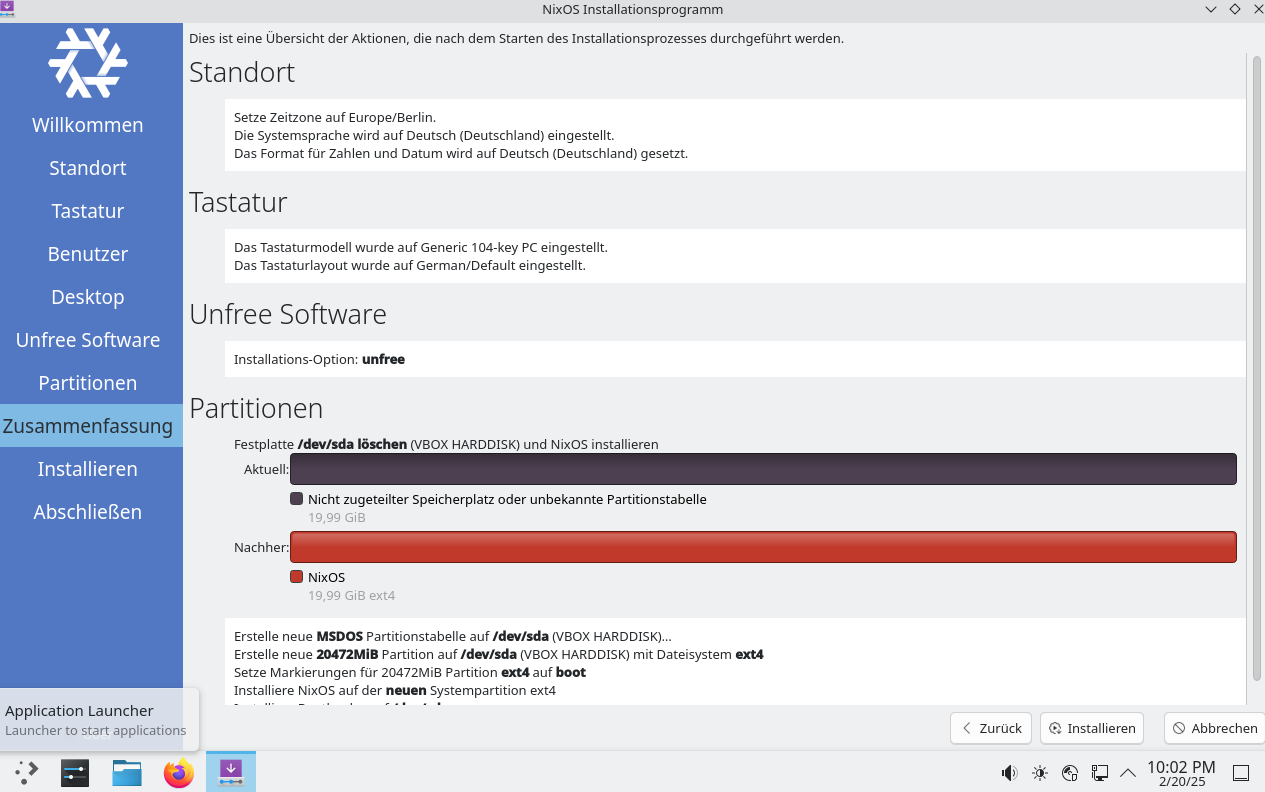 NixOS Installationsprogramm
Dies ist eine Übersicht der Aktionen, die nach dem Starten des Installationsprozesses durchgeführt werden.
Willkommen
Standort
Tastatur
Benutzer
Desktop
Unfree Software
Partitionen
Zusammenfassung
Installieren
Abschließen
Standort
Setze Zeitzone auf Europe/Berlin.
Die Systemsprache wird auf Deutsch (Deutschland) eingestellt.
Das Format für Zahlen und Datum wird auf Deutsch (Deutschland) gesetzt.
Tastatur
Das Tastaturmodell wurde auf Generic 104-key PC eingestellt.
Das Tastaturlayout wurde auf German/Default eingestellt.
Unfree Software
Installations-Option: unfree
Partitionen
Festplatte /dev/sda löschen (VBOX HARDDISK) und NixOS installieren
Aktuell:
Nicht zugeteilter Speicherplatz oder unbekannte Partitionstabelle
19,99 GiB
Nachher:
NixOS
19,99 GiB ext4
Erstelle neue MSDOS Partitionstabelle auf /dev/sda (VBOX HARDDISK)...
Erstelle neue 20472MiB Partition auf /dev/sda (VBOX HARDDISK) mit Dateisystem ext4
Setze Markierungen für 20472MiB Partition ext4 auf boot
Installiere NixOS auf der neuen Systempartition ext4
Application Launcher
Launcher to start applications
Zurück
Installieren
Abbrechen
10:02 PM
2/20/25